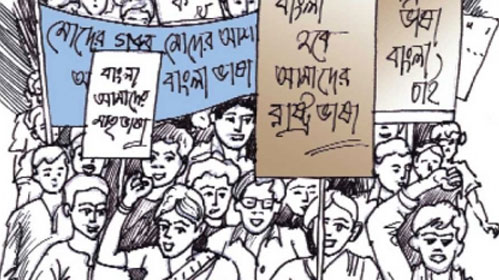 মোদের গরব মোদের আশা
বাংলা ভাষা
বাংলা
আমাদের
মাতৃভাষা
বাংলা
হবে
আমাদের
রাষ্ট্রভাষা
ভাষা
বাংলা
চাই